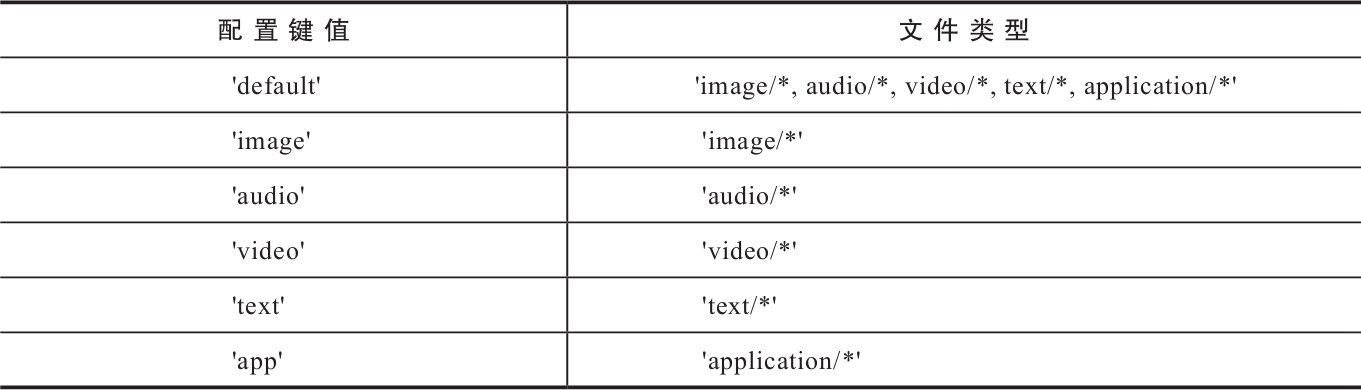 配置键值 文件类型
'default' 'image/*, audio/*, video/*, text/*, application/*'
'image' 'image/*'
'audio' 'audio/*'
'video' 'video/*'
'text' 'text/*'
'app' 'application/*'